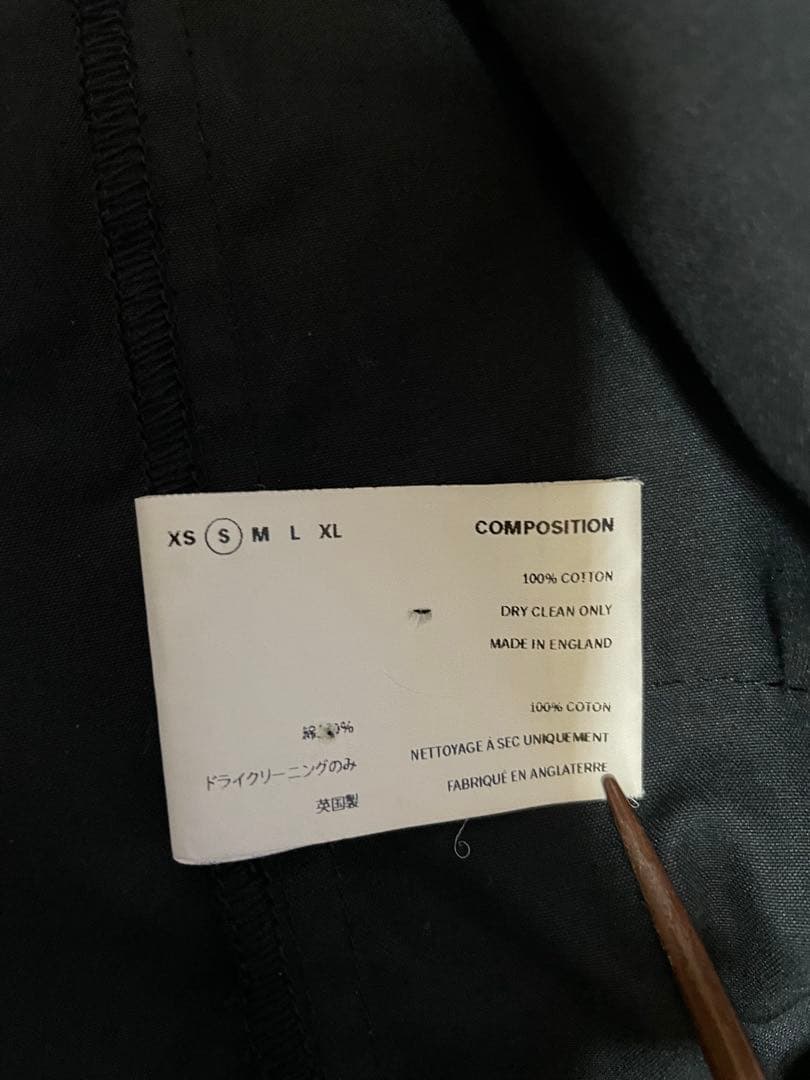 XS S M L XL
COMPOSITION
100% COTTON
DRY CLEAN ONLY
MADE IN ENGLAND
100% COTON
NETTOYAGE À SEC UNIQUEMENT
FABRIQUÉ EN ANGLATERRE
綿
ドライクリーニングのみ
英国製